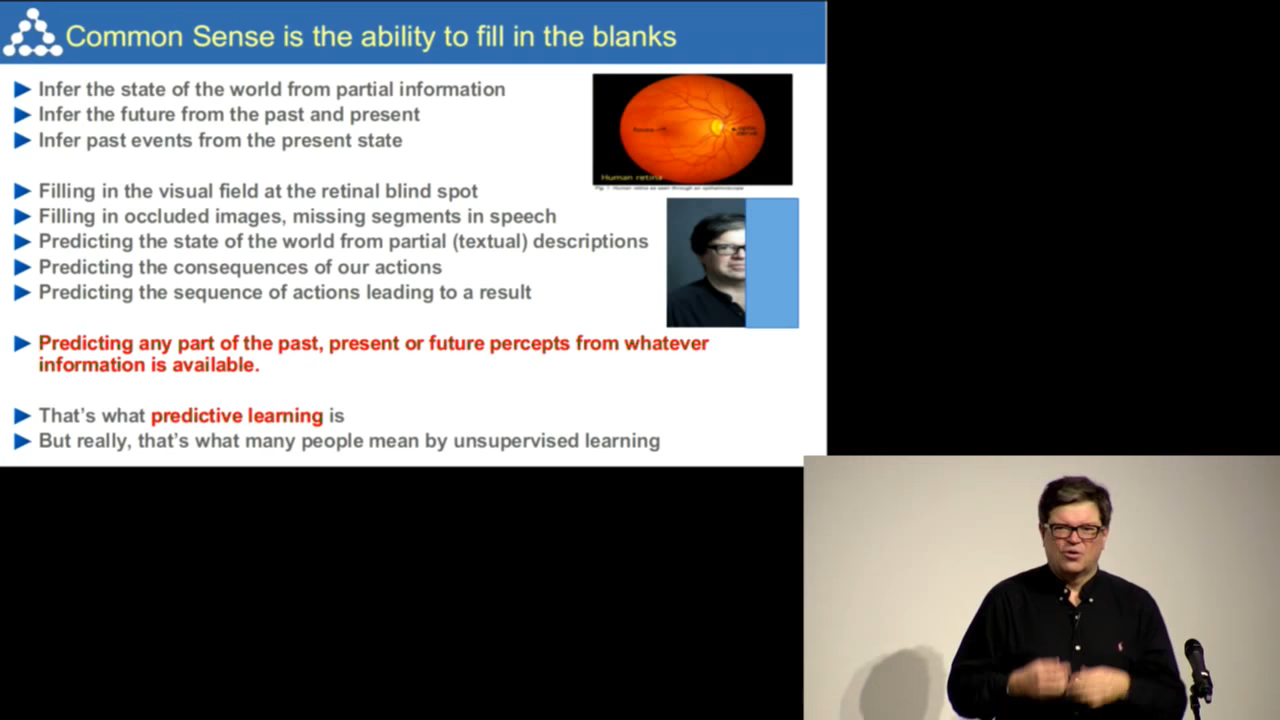 Common Sense is the ability to fill in the blanks
Infer the state of the world from partial information
Infer the future from the past and present
Infer past events from the present state
Filling in the visual field at the retinal blind spot
Filling in occluded images, missing segments in speech
Predicting the state of the world from partial (textual) descriptions
Predicting the consequences of our actions
Predicting the sequence of actions leading to a result
Predicting any part of the past, present or future percepts from whatever
information is available.
That's what predictive learning is
But really, that's what many people mean by unsupervised learning
Human retina